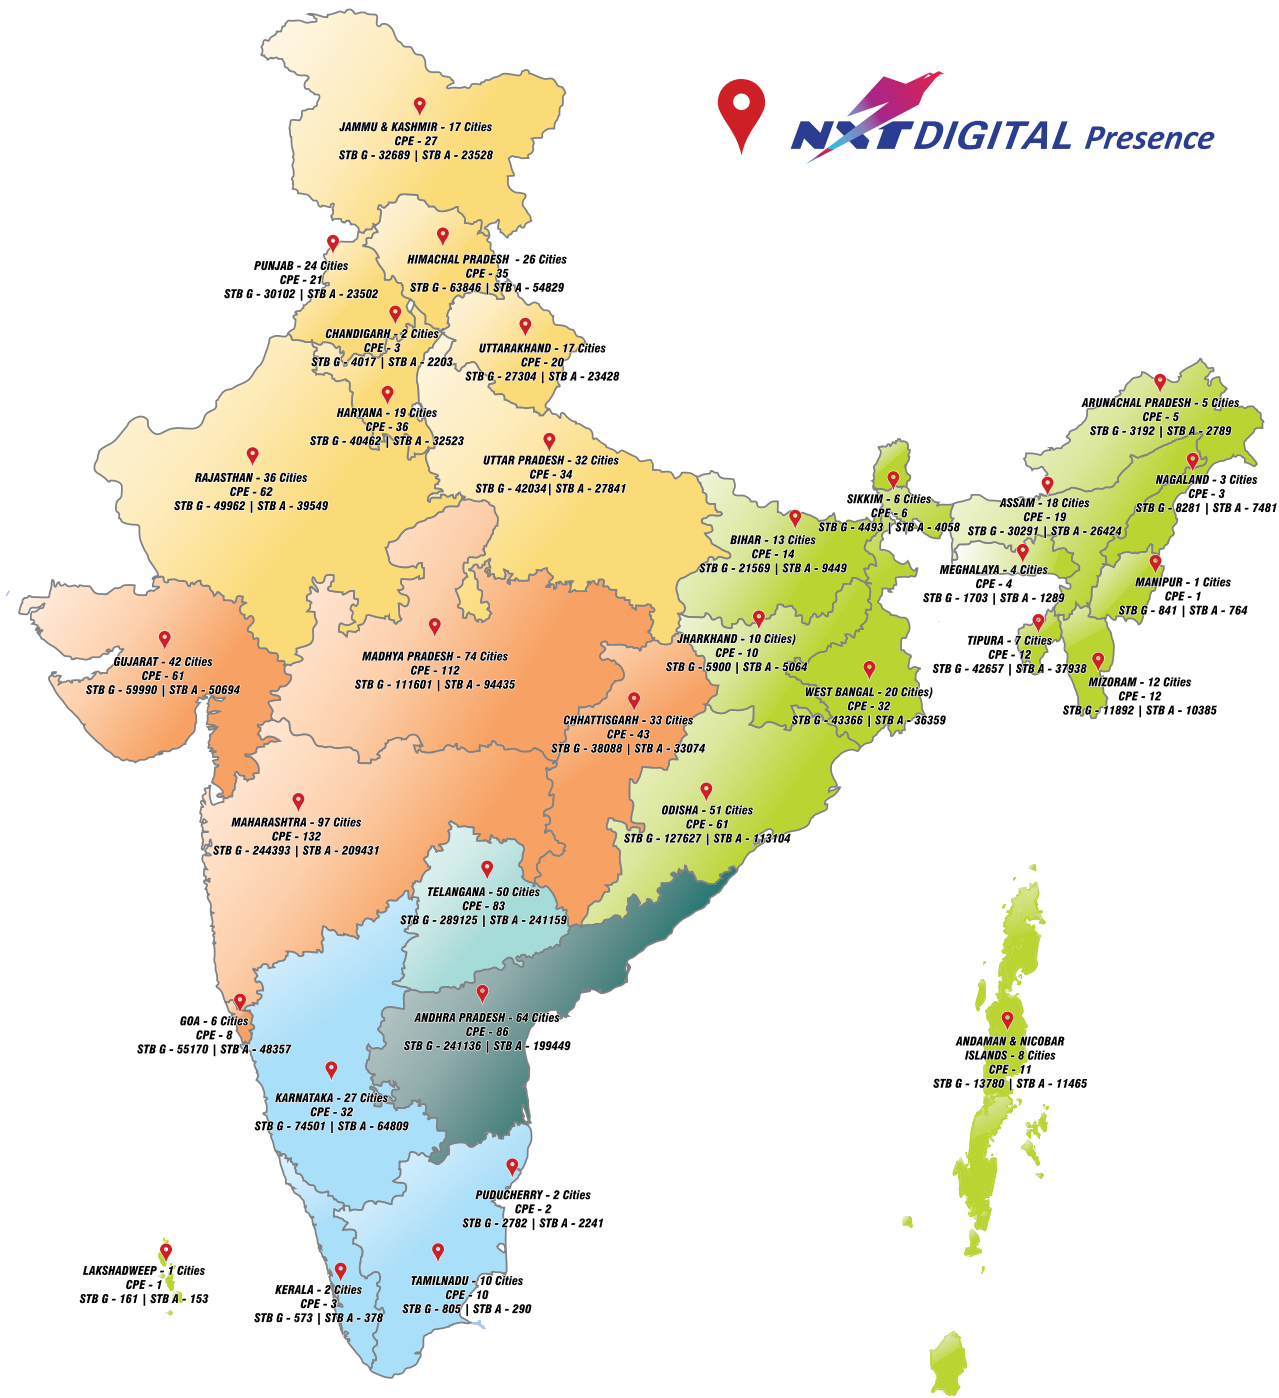 NXTDIGITAL Presence
JAMMU & KASHMIR - 17 Cities
CPE - 27
STB G - 32689 | STB A - 23528
HIMACHAL PRADESH - 26 Cities
CPE - 35
STB G - 63846 | STB A - 54829
PUNJAB - 24 Cities
CPE - 21
STB G - 30102 | STB A - 23502
CHANDIGARH - 2 Cities
CPE - 3
STB G - 4017 | STB A - 2203
UTTARAKHAND - 17 Cities
CPE - 20
STB G - 27304 | STB A - 23428
HARYANA - 19 Cities
CPE - 36
STB G - 40462 | STB A - 32523
ARUNACHAL PRADESH - 5 Cities
CPE - 5
STB G - 3192 | STB A - 2789
RAJASTHAN - 36 Cities
CPE - 62
STB G - 49962 | STB A - 39549
UTTAR PRADESH - 32 Cities
CPE - 34
STB G - 42034| STB A - 27841
SIKKIM - 6 Cities
CPE - 6
STB G - 4493 | STB A - 4058
ASSAM - 18 Cities
CPE - 19
STB G - 30291 | STB A - 26424
NAGALAND - 3 Cities
CPE - 3
STB G - 8281 | STB A - 7481
BIHAR - 13 Cities
CPE - 14
STB G - 21569 | STB A - 9449
MEGHALAYA - 4 Cities
CPE - 4
STB G - 1703 | STB A - 1289
MANIPUR - 1 Cities
CPE - 1
STB G - 841 | STB A - 764
GUJARAT - 42 Cities
CPE - 61
STB G - 59990 | STB A - 50694
MADHYA PRADESH - 74 Cities
CPE - 112
STB G - 111601 | STB A - 94435
JHARKHAND - 10 Cities)
CPE - 10
STB G - 5900 | STB A - 5064
TIPURA - 7 Cities
CPE - 12
STB G - 42657 | STB A - 37938
MIZORAM - 12 Cities
CPE - 12
STB G - 11892 | STB A - 10385
WEST BANGAL - 20 Cities)
CPE - 32
STB G - 43366 | STB A - 36359
CHHATTISGARH - 33 Cities
CPE - 43
STB G - 38088 | STB A - 33074
MAHARASHTRA - 97 Cities
CPE - 132
STB G - 244393 | STB A - 209431
ODISHA - 51 Cities
CPE - 61
STB G - 127627 | STB A - 113104
TELANGANA - 50 Cities
CPE - 83
STB G - 289125 | STB A - 241159
GOA - 6 Cities
CPE - 8
STB G - 55170 | STB A - 48357
ANDHRA PRADESH - 64 Cities
CPE - 86
STB G - 241136 | STB A - 199449
ANDAMAN & NICOBAR
ISLANDS - 8 Cities
CPE - 11
STB G - 13780 | STB A - 11465
KARNATAKA - 27 Cities
CPE - 32
STB G - 74501 | STB A - 64809
PUDUCHERRY - 2 Cities
CPE - 2
STB G - 2782 | STB A - 2241
LAKSHADWEEP - 1 Cities
CPE - 1
STB G - 161 | STB A - 153
KERALA - 2 Cities
CPE - 3
STB G - 573 | STB A - 378
TAMILNADU - 10 Cities
CPE - 10
STB G - 805 | STB A - 290